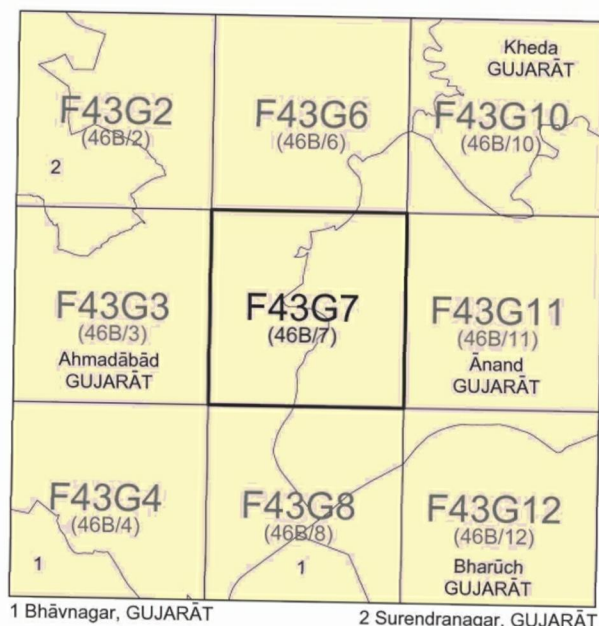 Kheda
GUJARĀT
F43G2
(46B/2)
F43G6
(46B/6)
F43G10
(46B/10)
2
F43G3
(46B/3)
Ahmadābād
GUJARĀT
F43G7
(46B/7)
F43G11
(46B/11)
Ānand
GUJARĀT
F43G4
(46B/4)
1
F43G8
(46B/8)
1
F43G12
(46B/12)
Bharūch
GUJARĀT
1 Bhāvnagar, GUJARĀT
2 Surendranagar, GUJARĀT